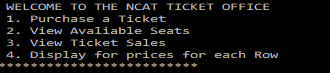 WELCOME TO THE NCAT TICKET OFFICE
1. Purchase a Ticket
2. View Avaliable Seats
3. View Ticket Sales
4. Display for prices for each Row
**************************